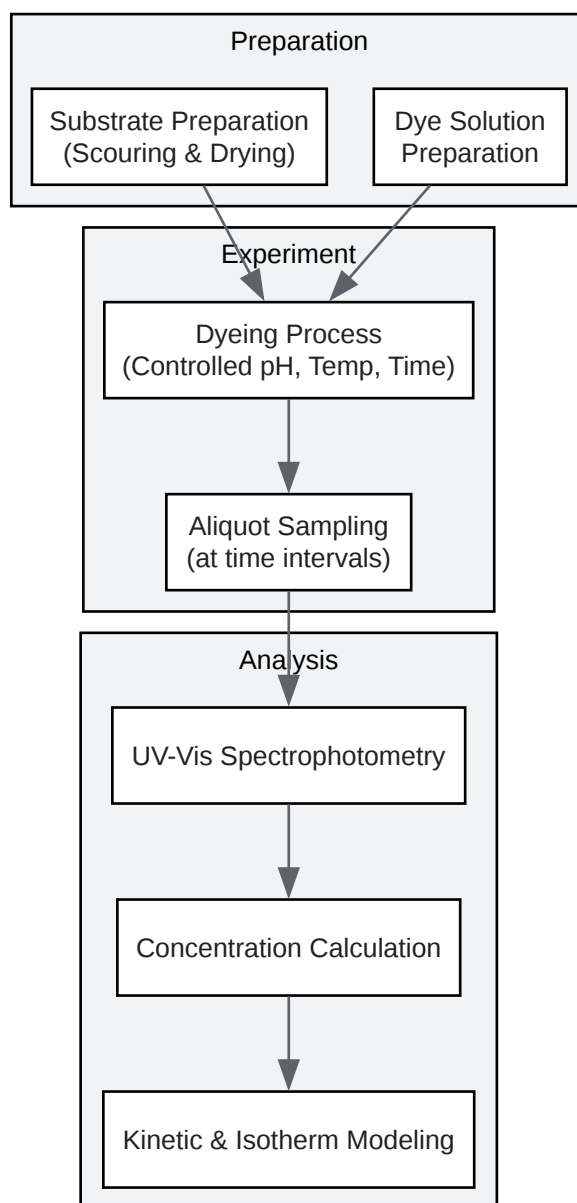 Preparation
Substrate Preparation
(Scouring & Drying)
Dye Solution
Preparation
Experiment
Dyeing Process
(Controlled pH, Temp, Time)
Aliquot Sampling
(at time intervals)
Analysis
UV-Vis Spectrophotometry
Concentration Calculation
Kinetic & Isotherm Modeling